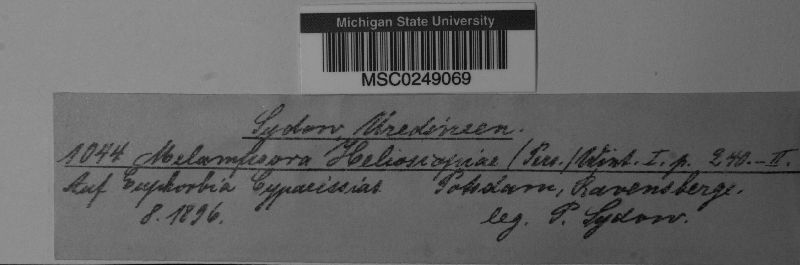 Michigan State University
MSC0249069
Sydow, Uredineen.
1044 Melampsora Helioscopiae (Pers.) Wint. I. p. 240. – II.
Auf Euphorbia Cyparissias Potsdam, Ravensberge.
8. 1896. leg. P. Sydow.